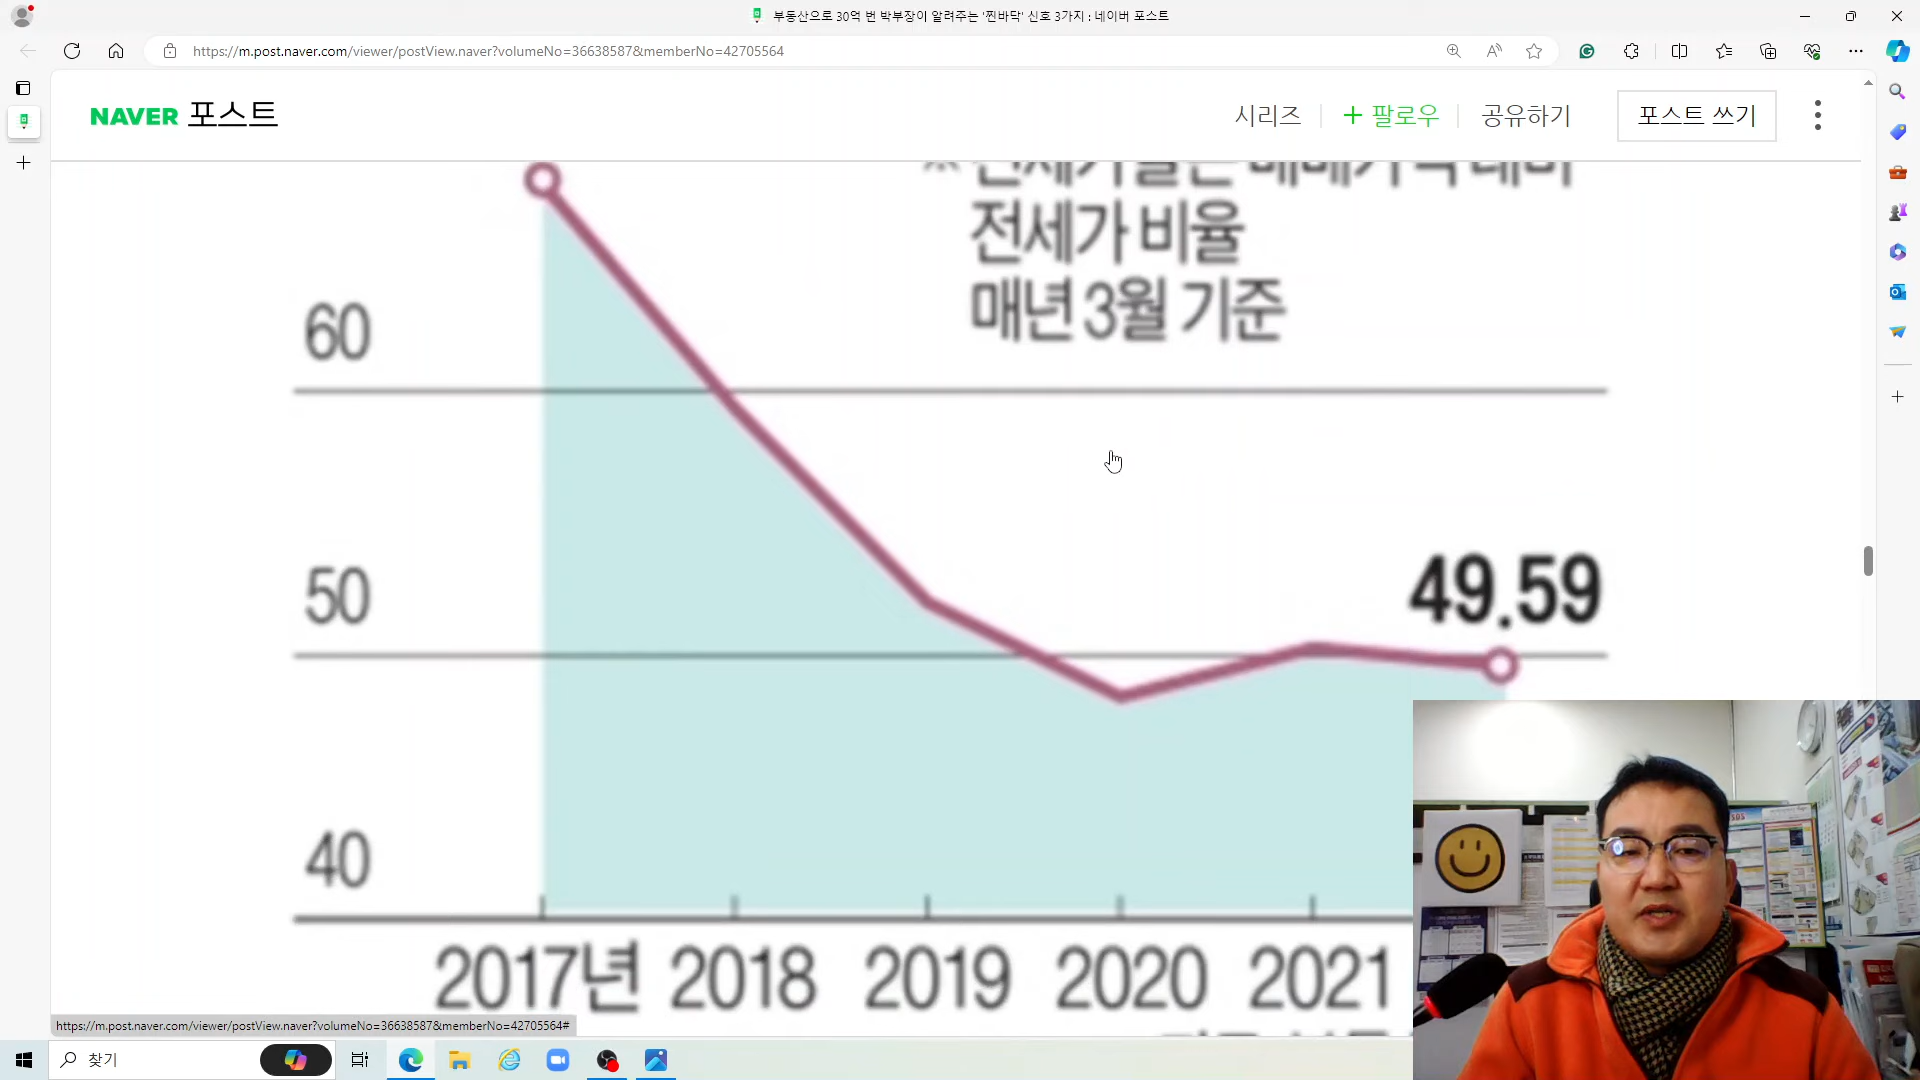 부동산으로 30억 번 박부장이 알려주는 '찐바닥' 신호 3가지 : 네이버 포스트
https://m.post.naver.com/viewer/postView.naver?volumeNo=36638587&memberNo=42705564
NAVER 포스트
시리즈
+ 팔로우
공유하기
포스트 쓰기
전세가 비율
매년 3월 기준
60
50
49.59
40
2017년 2018 2019 2020 2021
https://m.post.naver.com/viewer/postView.naver?volumeNo=36638587&memberNo=42705564#
찾기